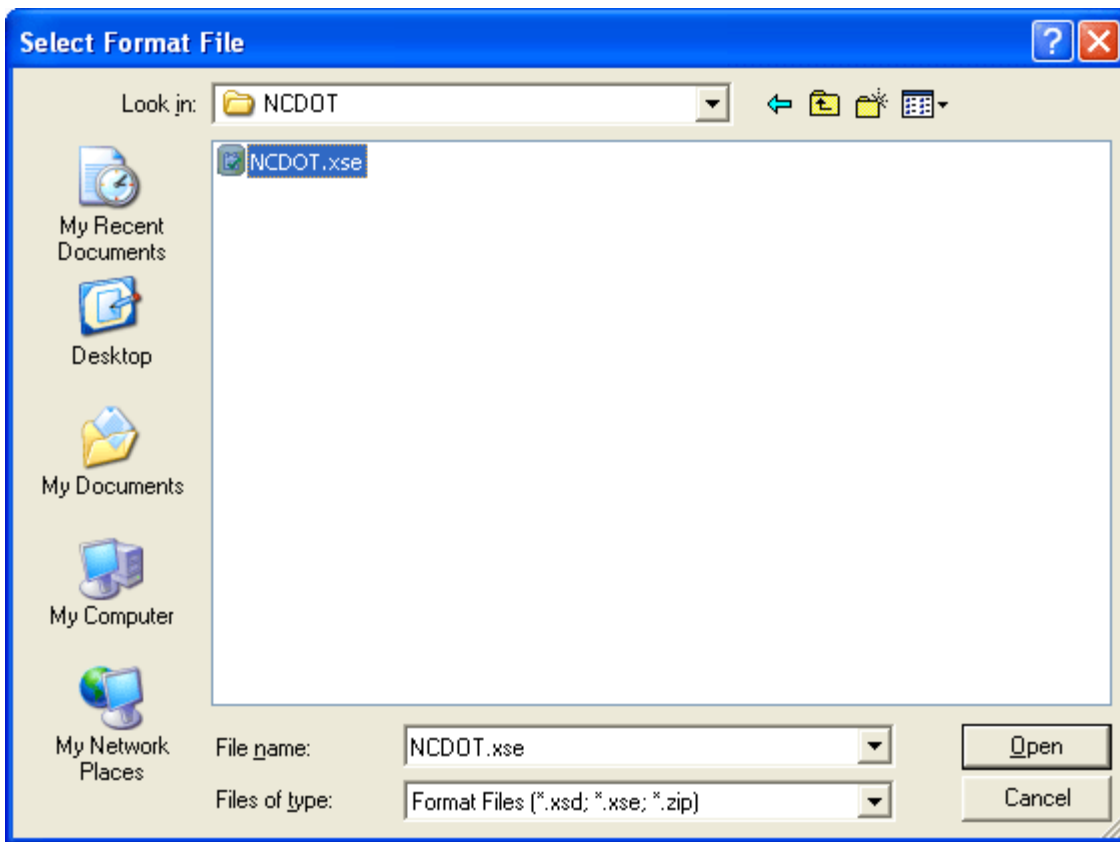 Select Format File
Look in: NCDOT
NCDOT.xse
My Recent
Documents
Desktop
My Documents
My Computer
My Network
Places
File name: NCDOT.xse Open
Files of type: Format Files (*.xsd; *.xse; *.zip) Cancel